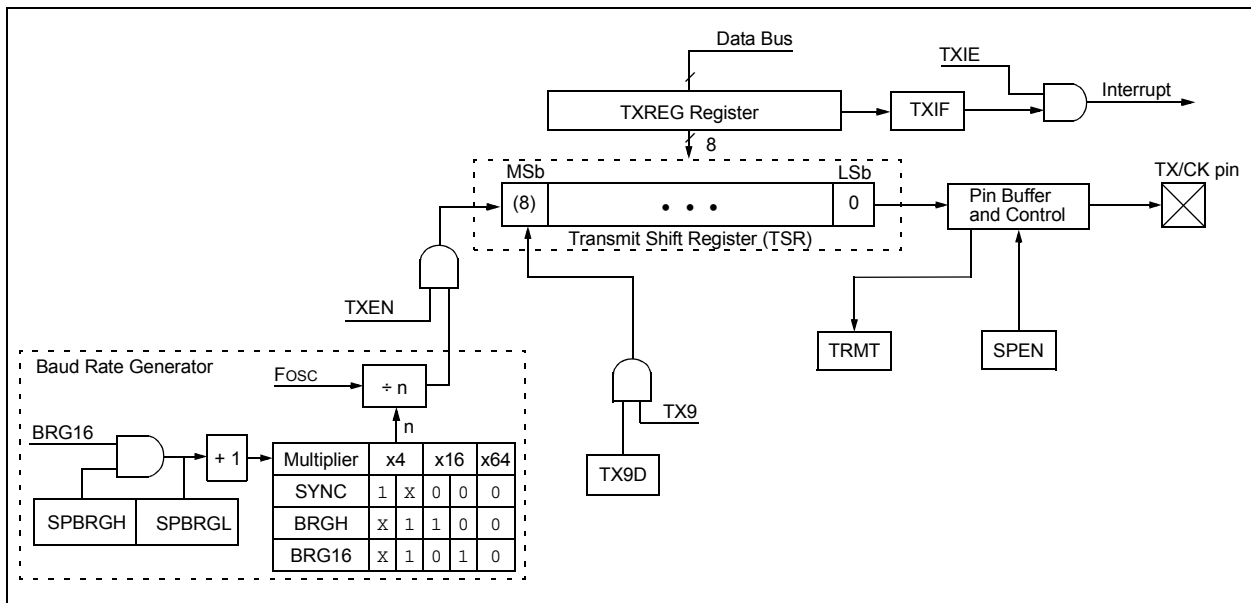 Data Bus
TXIE
Interrupt
TXREG Register
TXIF
8
MSb
LSb
TX/CK pin
(8)
• • •
0
Pin Buffer
and Control
Transmit Shift Register (TSR)
TXEN
TRMT
SPEN
Baud Rate Generator
FOSC
÷ n
TX9
n
BRG16
+ 1
Multiplier x4 x16 x64
TX9D
SYNC 1 X 0 0 0
SPBRGH SPBRGL
BRGH X 1 1 0 0
BRG16 X 1 0 1 0